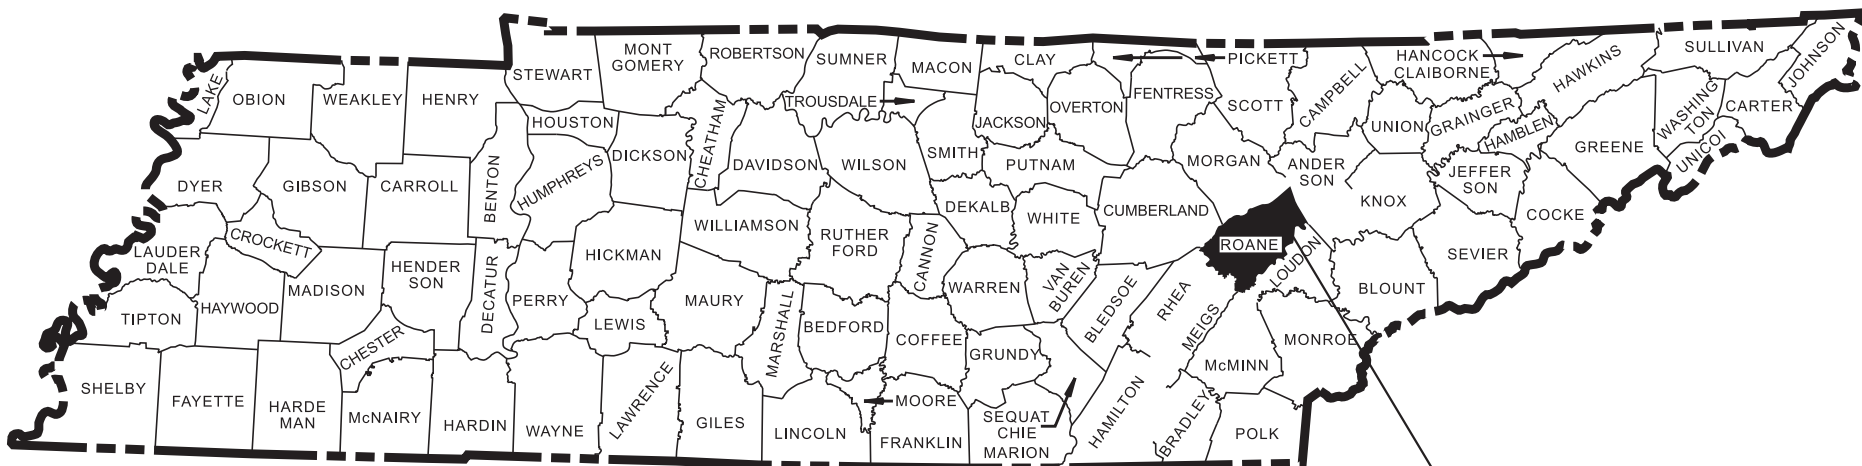 SULLIVAN
JOHNSON
MONT
GOMERY
ROBERTSON
SUMNER
MACON
CLAY
PICKETT
HANCOCK
CLAIBORNE
HAWKINS
STEWART
LAKE
OBION
WEAKLEY
HENRY
HOUSTON
CHEATHAM
TROUSDALE
JACKSON
OVERTON
FENTRESS
SCOTT
CAMPBELL
UNION
GRAINGER
HAMBLEN
WASHING
TON
CARTER
UNICOI
GREENE
DYER
GIBSON
CARROLL
BENTON
HUMPHREYS
DICKSON
DAVIDSON
WILSON
SMITH
PUTNAM
MORGAN
ANDER
SON
KNOX
JEFFER
SON
COCKE
LAUDER
DALE
CROCKETT
HENDER
SON
DECATUR
PERRY
HICKMAN
WILLIAMSON
RUTHER
FORD
CANNON
DEKALB
WHITE
CUMBERLAND
ROANE
LOUDON
BLOUNT
SEVIER
TIPTON
HAYWOOD
MADISON
CHESTER
LEWIS
MAURY
MARSHALL
BEDFORD
COFFEE
WARREN
VAN
BUREN
BLEDSOE
RHEA
MEIGS
McMINN
MONROE
SHELBY
FAYETTE
HARDE
MAN
McNAIRY
HARDIN
WAYNE
LAWRENCE
GILES
LINCOLN
MOORE
FRANKLIN
GRUNDY
SEQUAT
CHIE
MARION
HAMILTON
BRADLEY
POLK